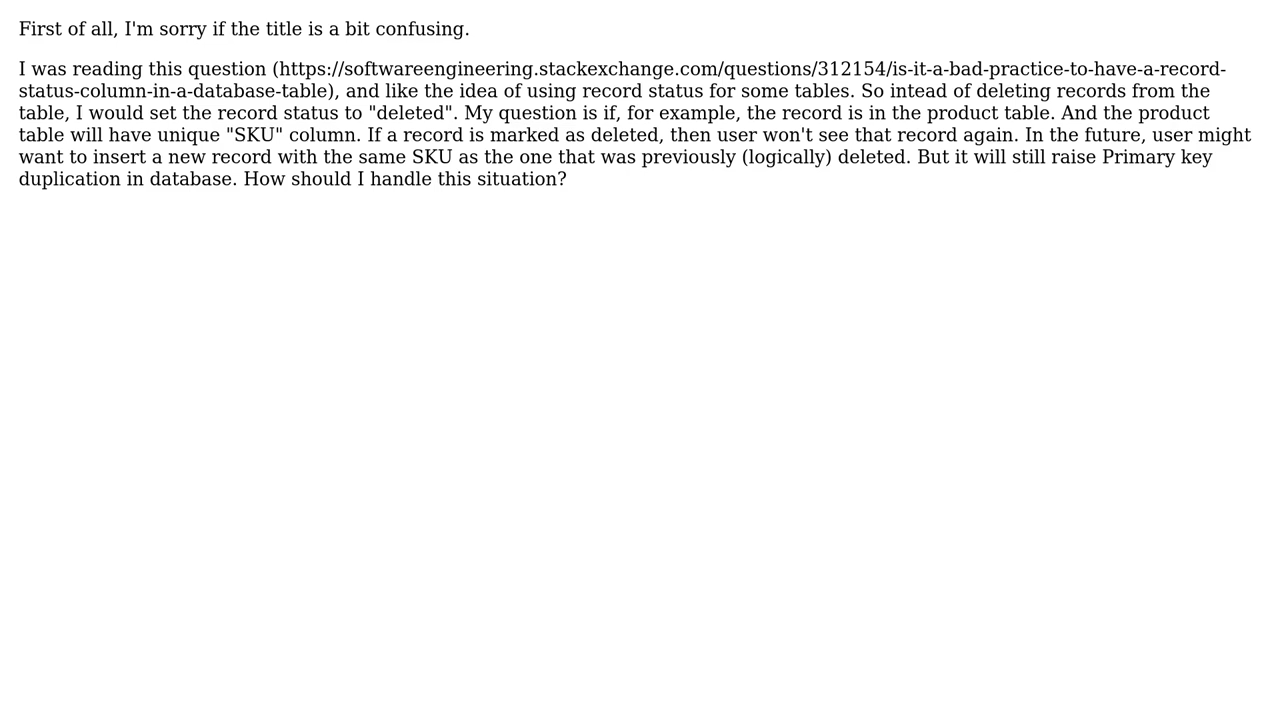 First of all, I'm sorry if the title is a bit confusing.
I was reading this question (https://softwareengineering.stackexchange.com/questions/312154/is-it-a-bad-practice-to-have-a-record-
status-column-in-a-database-table), and like the idea of using record status for some tables. So intead of deleting records from the
table, I would set the record status to "deleted". My question is if, for example, the record is in the product table. And the product
table will have unique "SKU" column. If a record is marked as deleted, then user won't see that record again. In the future, user might
want to insert a new record with the same SKU as the one that was previously (logically) deleted. But it will still raise Primary key
duplication in database. How should I handle this situation?